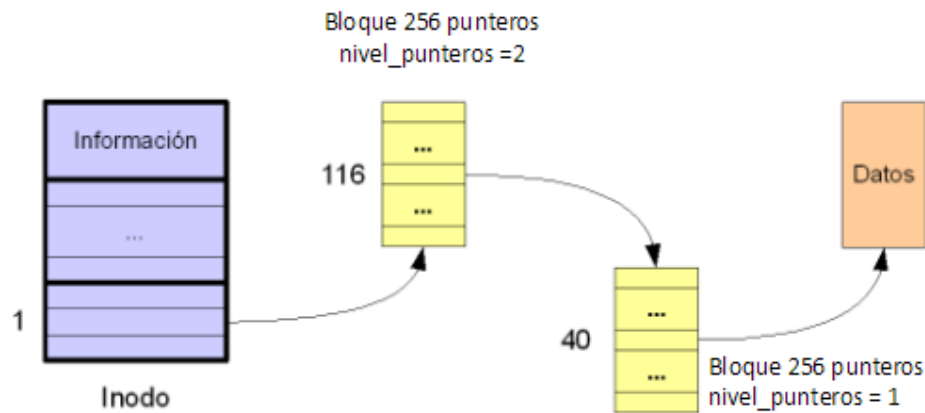 Bloque 256 punteros
nivel_punteros =2
Información
...
...
116
...
Datos
1
...
40
...
Bloque 256 punteros
nivel_punteros = 1
Inodo